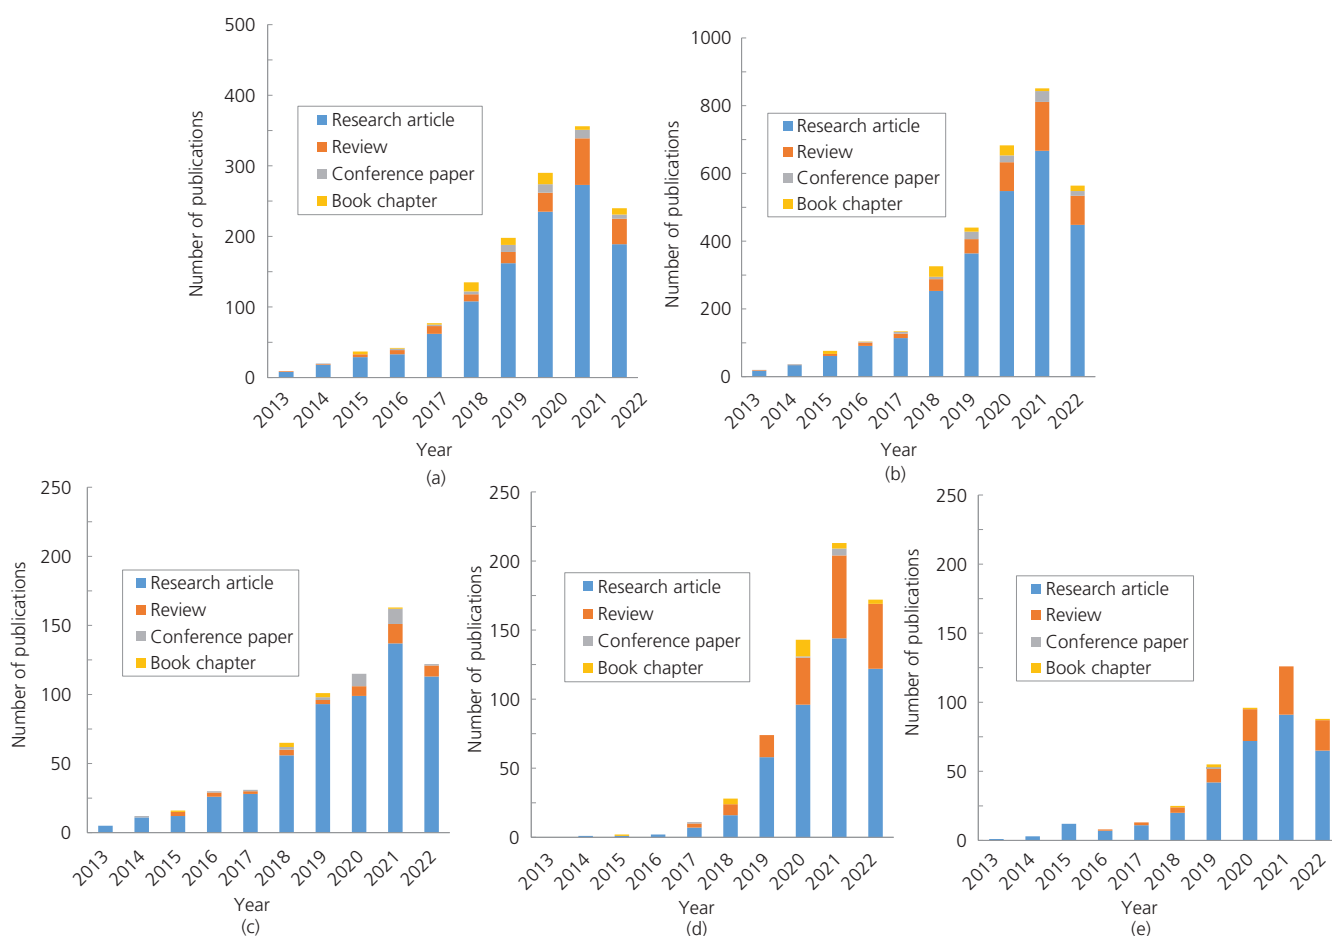 500
400
300
200
100
0
Number of publications
Research article
Review
Conference paper
Book chapter
2013
2014
2015
2016
2017
2018
2019
2020
2021
2022
Year
(a)
1000
800
600
400
200
0
Number of publications
Research article
Review
Conference paper
Book chapter
2013
2014
2015
2016
2017
2018
2019
2020
2021
2022
Year
(b)
250
200
150
100
50
0
Number of publications
Research article
Review
Conference paper
Book chapter
2013
2014
2015
2016
2017
2018
2019
2020
2021
2022
Year
(c)
250
200
150
100
50
0
Number of publications
Research article
Review
Conference paper
Book chapter
2013
2014
2015
2016
2017
2018
2019
2020
2021
2022
Year
(d)
250
200
150
100
50
0
Number of publications
Research article
Review
Conference paper
Book chapter
2013
2014
2015
2016
2017
2018
2019
2020
2021
2022
Year
(e)